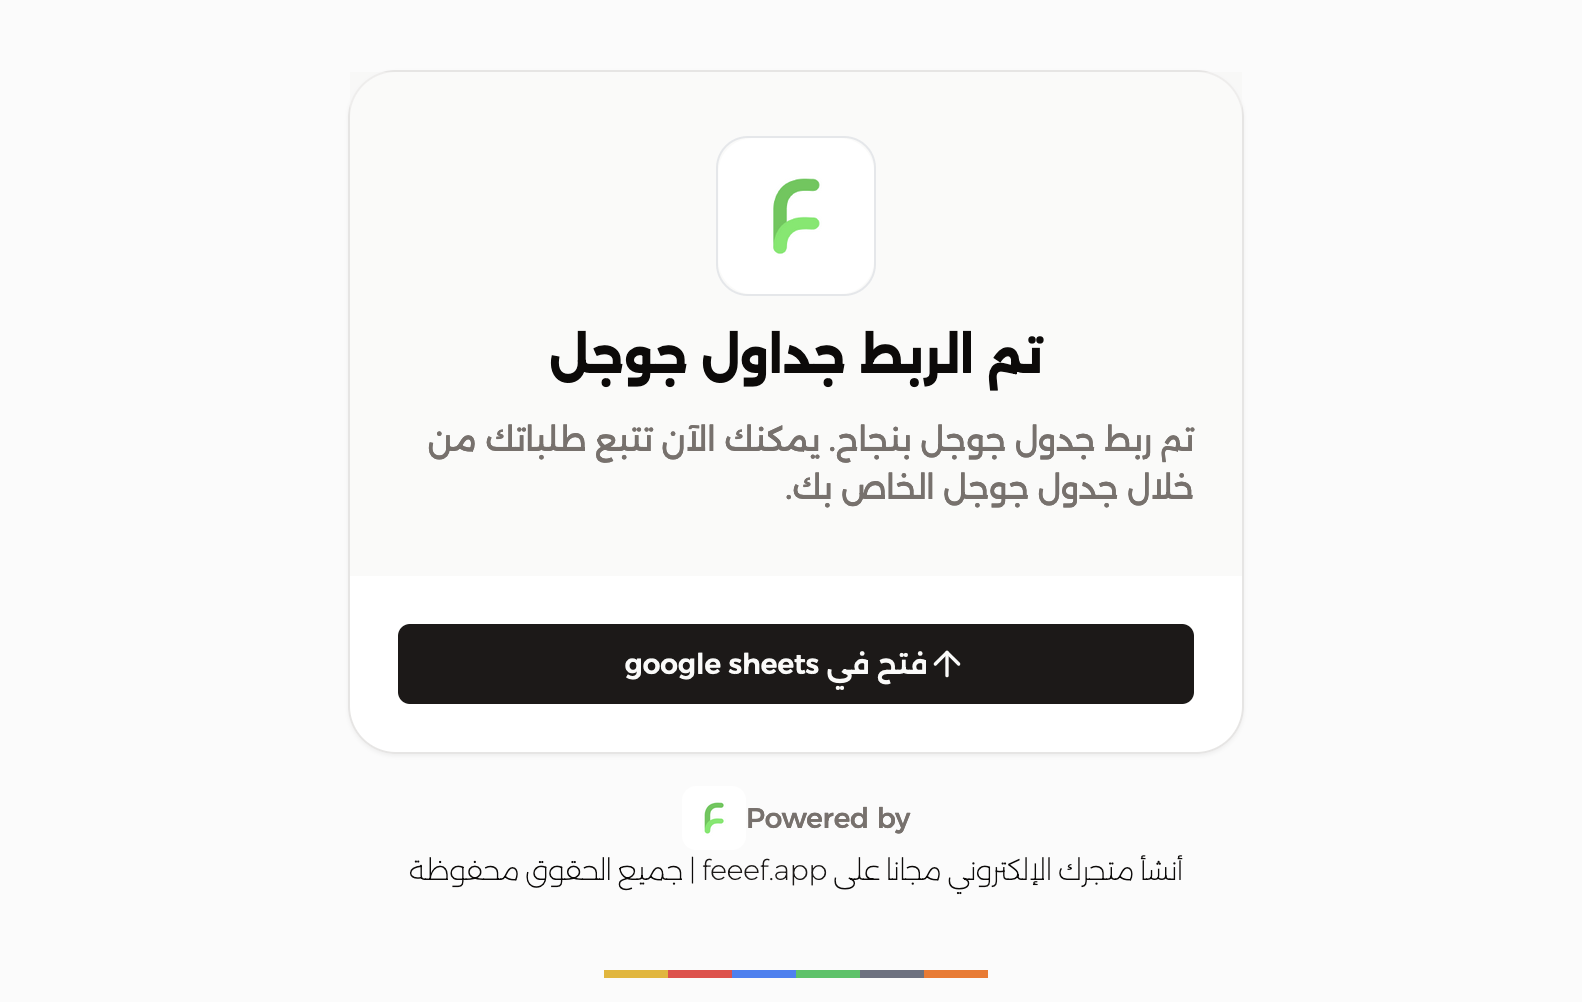 تم الربط جداول جوجل
تم ربط جدول جوجل بنجاح. يمكنك الآن تتبع طلباتك من
خلال جدول جوجل الخاص بك.
فتح في google sheets
Powered by
أنشأ متجرك الإلكتروني مجانا على feeef.app | جميع الحقوق محفوظة